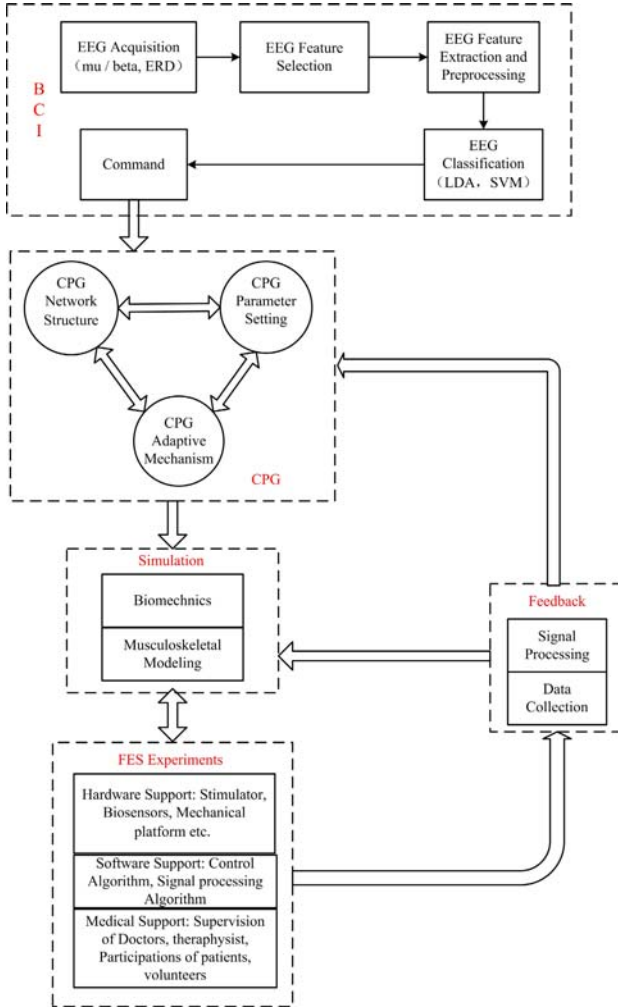 B
C
I
EEG Acquisition
（mu / beta, ERD）
EEG Feature
Selection
EEG Feature
Extraction and
Preprocessing
Command
EEG
Classification
（LDA，SVM）
CPG
Network
Structure
CPG
Parameter
Setting
CPG
Adaptive
Mechanism
CPG
Simulation
Biomechnics
Musculoskeletal
Modeling
Feedback
Signal
Processing
Data
Collection
FES Experiments
Hardware Support: Stimulator,
Biosensors, Mechanical
platform etc.
Software Support: Control
Algorithm, Signal processing
Algorithm
Medical Support: Supervision
of Doctors, theraphysist,
Participations of patients,
volunteers